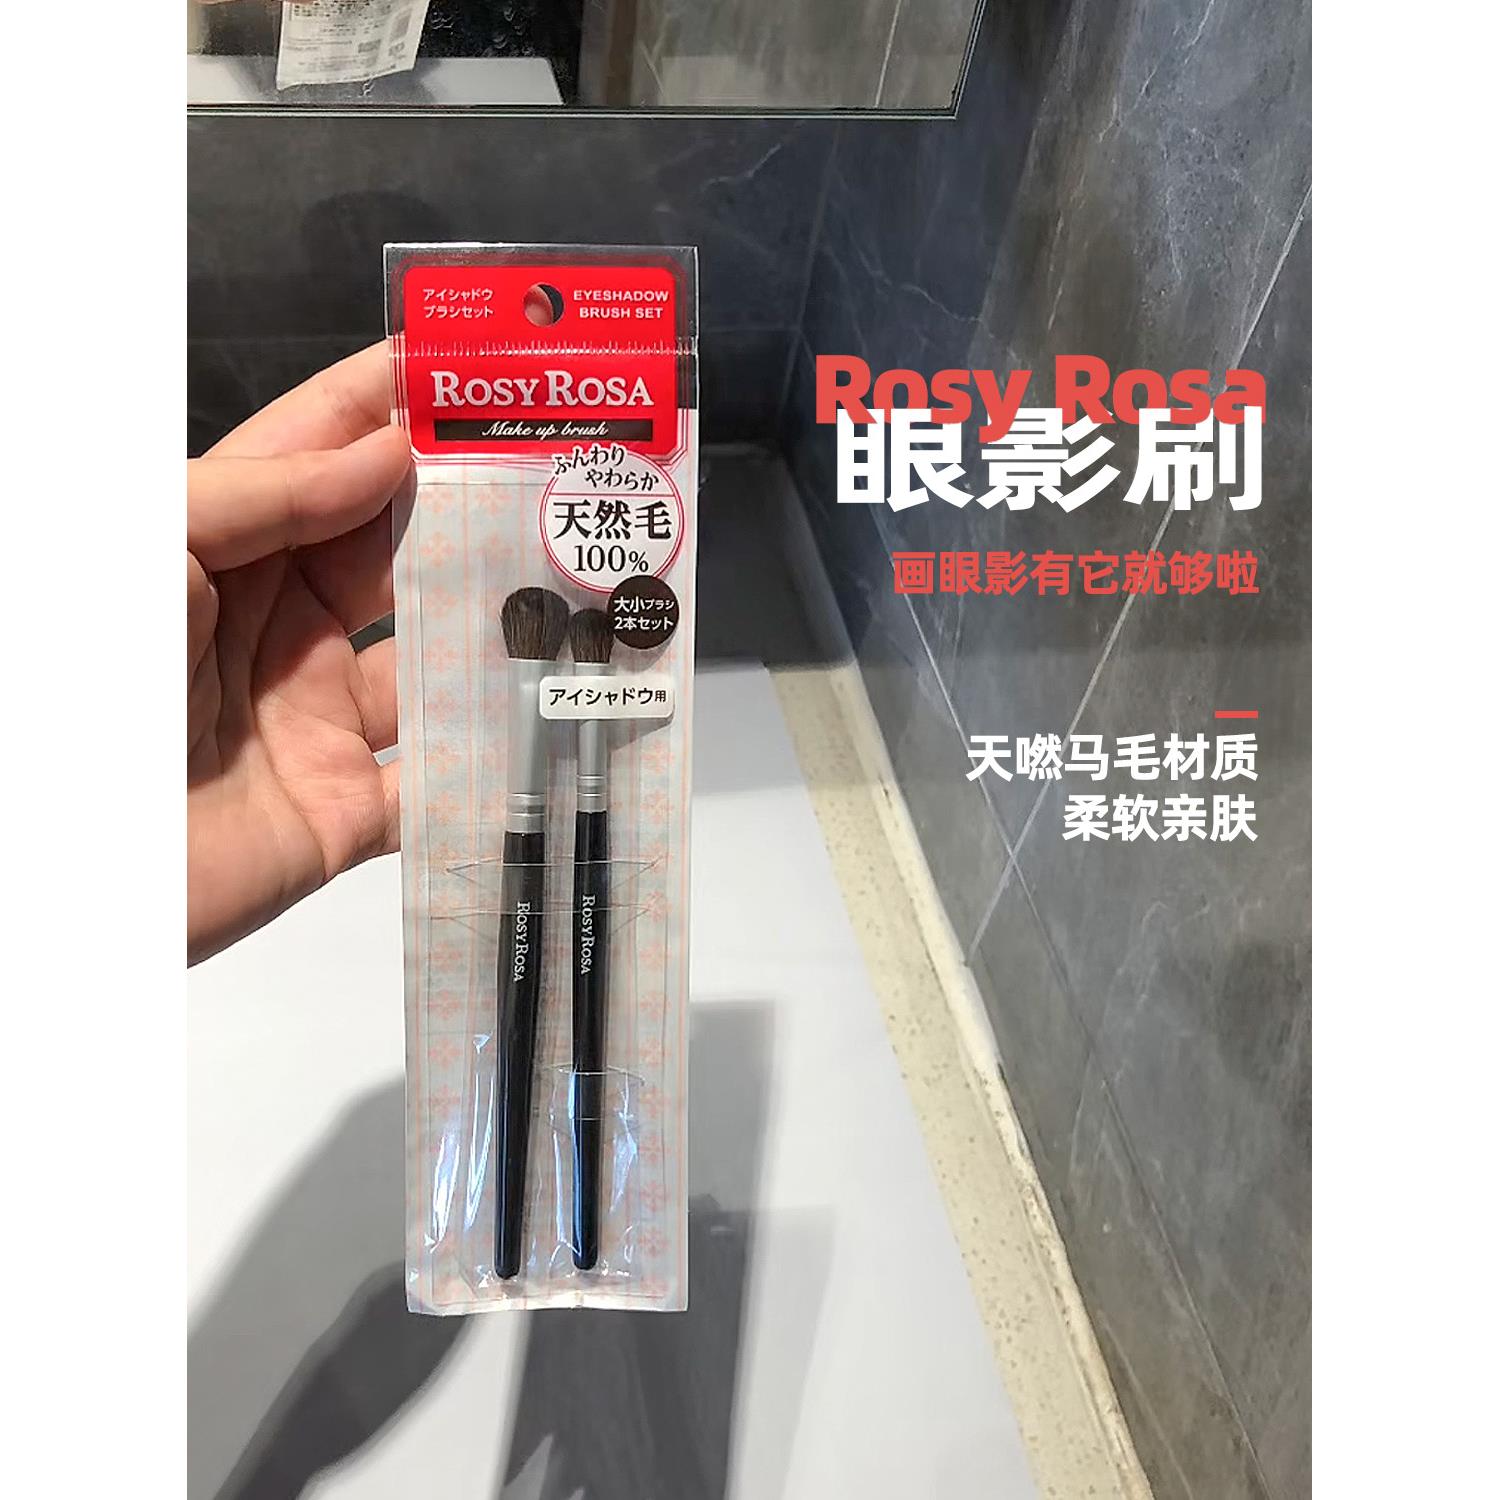 アイシャドウ
ブラシセット
EYESHADOW
BRUSH SET
ROSY ROSA
Make up brush
ふんわり
やわらか
天然毛
100%
大小ブラシ
2本セット
アイシャドウ用
ROSY ROSA
ROSY ROSA
Rosy Rosa
眼影刷
画眼影有它就够啦
天嘫马毛材质
柔软亲肤